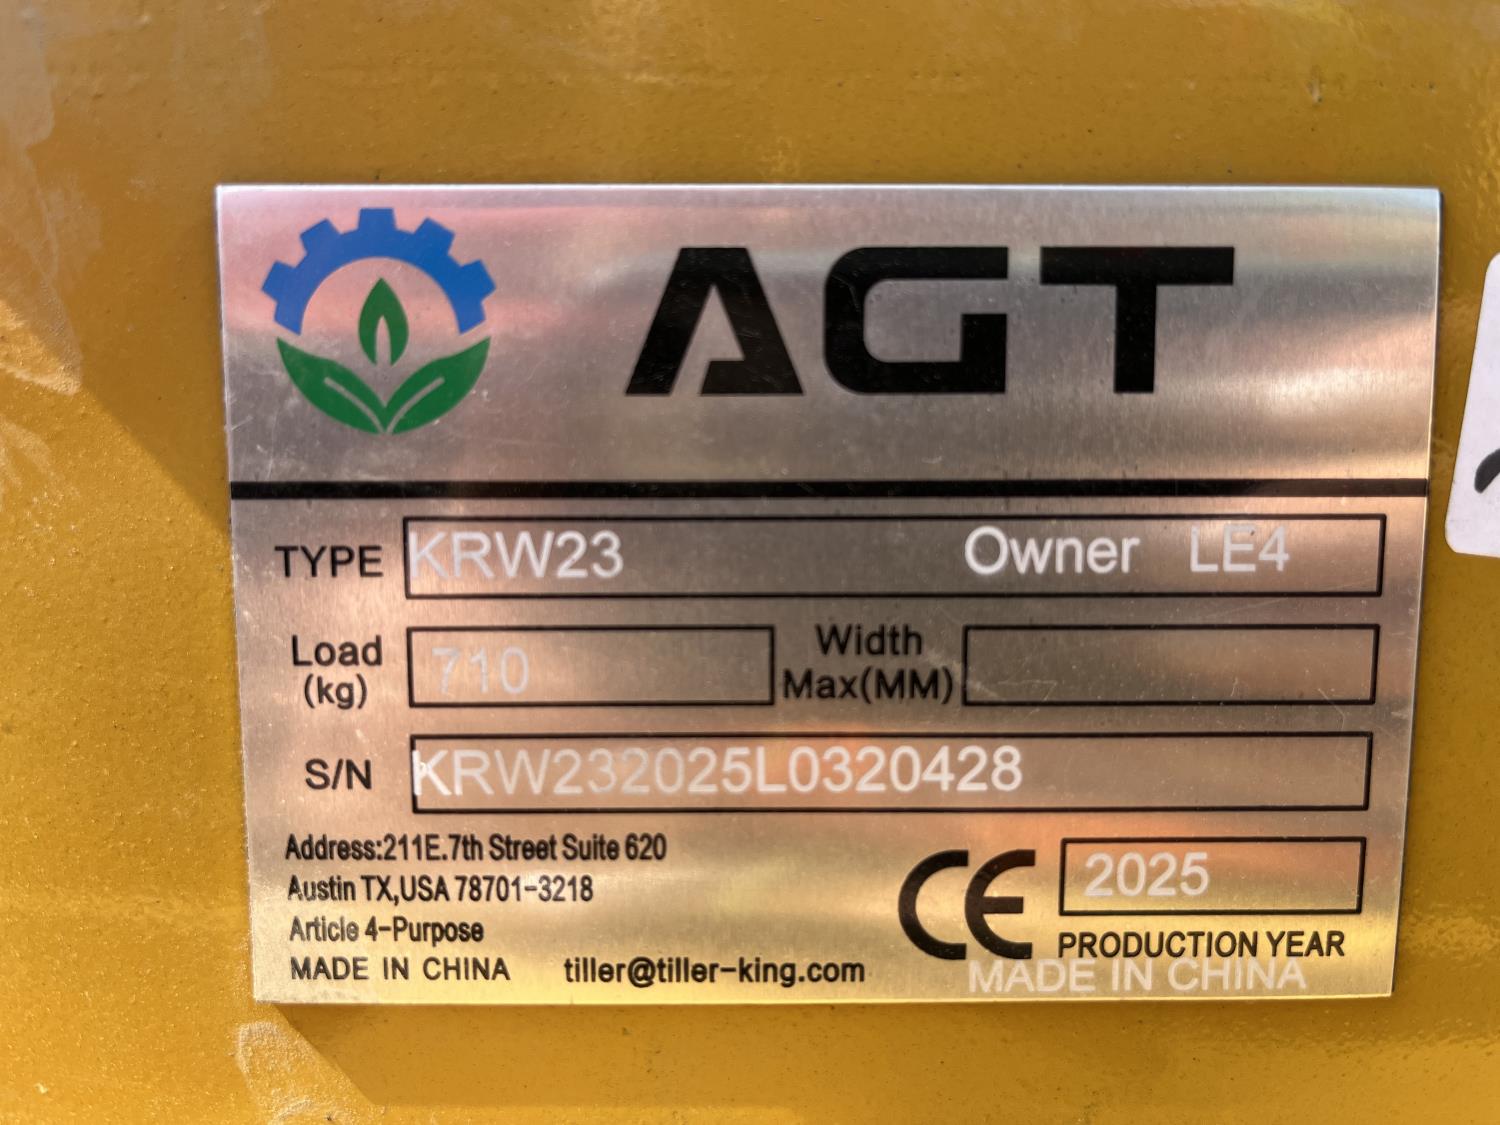 AGT
TYPE KRW23 Owner LE4
Load (kg) 710 Width Max(MM)
S/N KRW232025L0320428
Address:211E.7th Street Suite 620
Austin TX,USA 78701-3218
Article 4-Purpose
MADE IN CHINA tiller@tiller-king.com
CE 2025
PRODUCTION YEAR
MADE IN CHINA